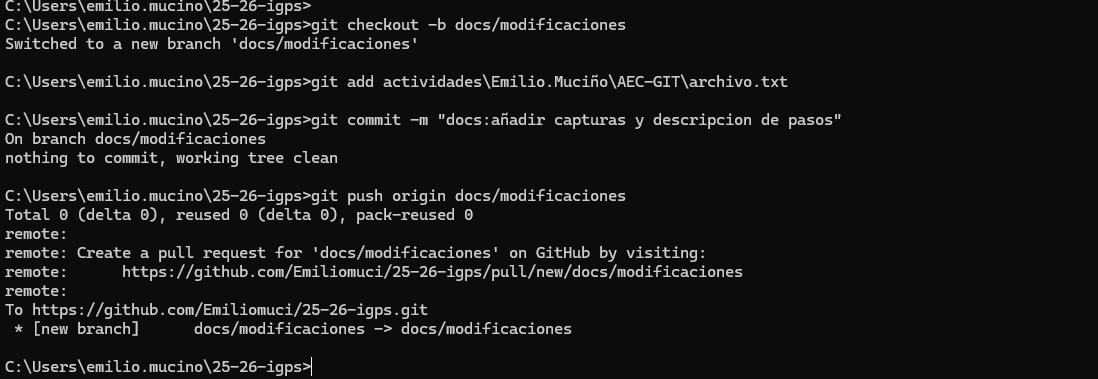 C:\Users\emilio.mucino\25-26-igps>
C:\Users\emilio.mucino\25-26-igps>git checkout -b docs/modificaciones
Switched to a new branch 'docs/modificaciones'
C:\Users\emilio.mucino\25-26-igps>git add actividades\Emilio.Muciño\AEC-GIT\archivo.txt
C:\Users\emilio.mucino\25-26-igps>git commit -m "docs:añadir capturas y descripcion de pasos"
On branch docs/modificaciones
nothing to commit, working tree clean
C:\Users\emilio.mucino\25-26-igps>git push origin docs/modificaciones
Total 0 (delta 0), reused 0 (delta 0), pack-reused 0
remote:
remote: Create a pull request for 'docs/modificaciones' on GitHub by visiting:
remote:      https://github.com/Emiliomuci/25-26-igps/pull/new/docs/modificaciones
remote:
To https://github.com/Emiliomuci/25-26-igps.git
 * [new branch]      docs/modificaciones -> docs/modificaciones
C:\Users\emilio.mucino\25-26-igps>